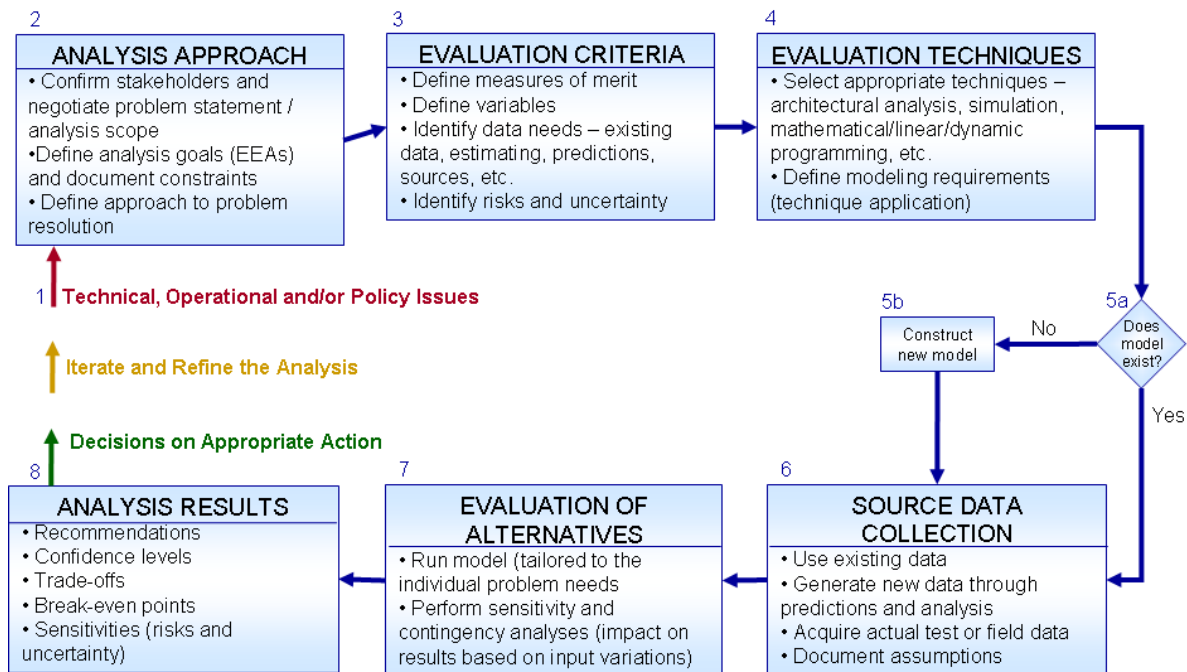 2
ANALYSIS APPROACH
• Confirm stakeholders and
negotiate problem statement /
analysis scope
•Define analysis goals (EEAs)
and document constraints
• Define approach to problem
resolution
3
EVALUATION CRITERIA
• Define measures of merit
• Define variables
• Identify data needs – existing
data, estimating, predictions,
sources, etc.
• Identify risks and uncertainty
4
EVALUATION TECHNIQUES
• Select appropriate techniques –
architectural analysis, simulation,
mathematical/linear/dynamic
programming, etc.
• Define modeling requirements
(technique application)
1 Technical, Operational and/or Policy Issues
Iterate and Refine the Analysis
Decisions on Appropriate Action
5a
Does
model
exist?
No
Yes
5b
Construct
new model
6
SOURCE DATA
COLLECTION
• Use existing data
• Generate new data through
predictions and analysis
• Acquire actual test or field data
• Document assumptions
7
EVALUATION OF
ALTERNATIVES
• Run model (tailored to the
individual problem needs
• Perform sensitivity and
contingency analyses (impact on
results based on input variations)
8
ANALYSIS RESULTS
• Recommendations
• Confidence levels
• Trade-offs
• Break-even points
• Sensitivities (risks and
uncertainty)